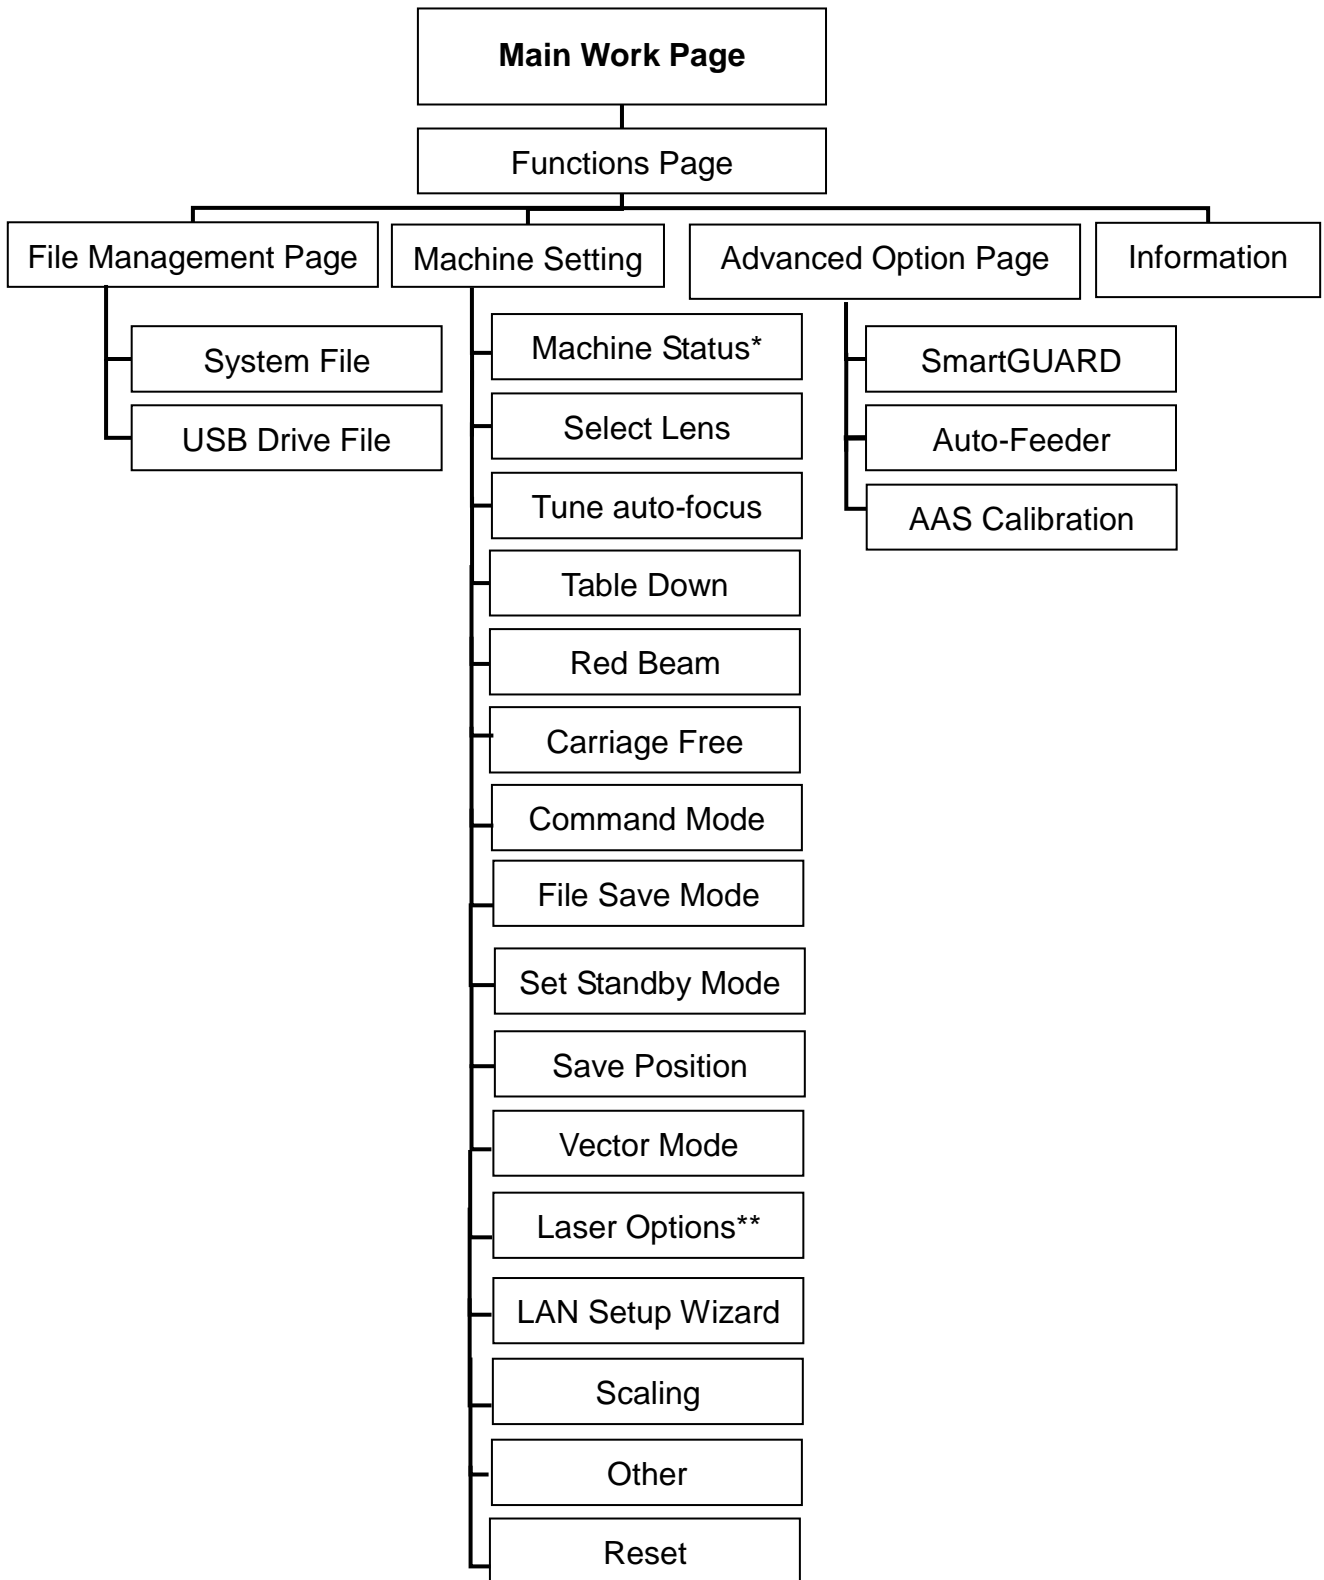 Main Work Page
Functions Page
File Management Page
Machine Setting
Advanced Option Page
Information
System File
USB Drive File
Machine Status*
Select Lens
Tune auto-focus
Table Down
Red Beam
Carriage Free
Command Mode
File Save Mode
Set Standby Mode
Save Position
Vector Mode
Laser Options**
LAN Setup Wizard
Scaling
Other
Reset
SmartGUARD
Auto-Feeder
AAS Calibration